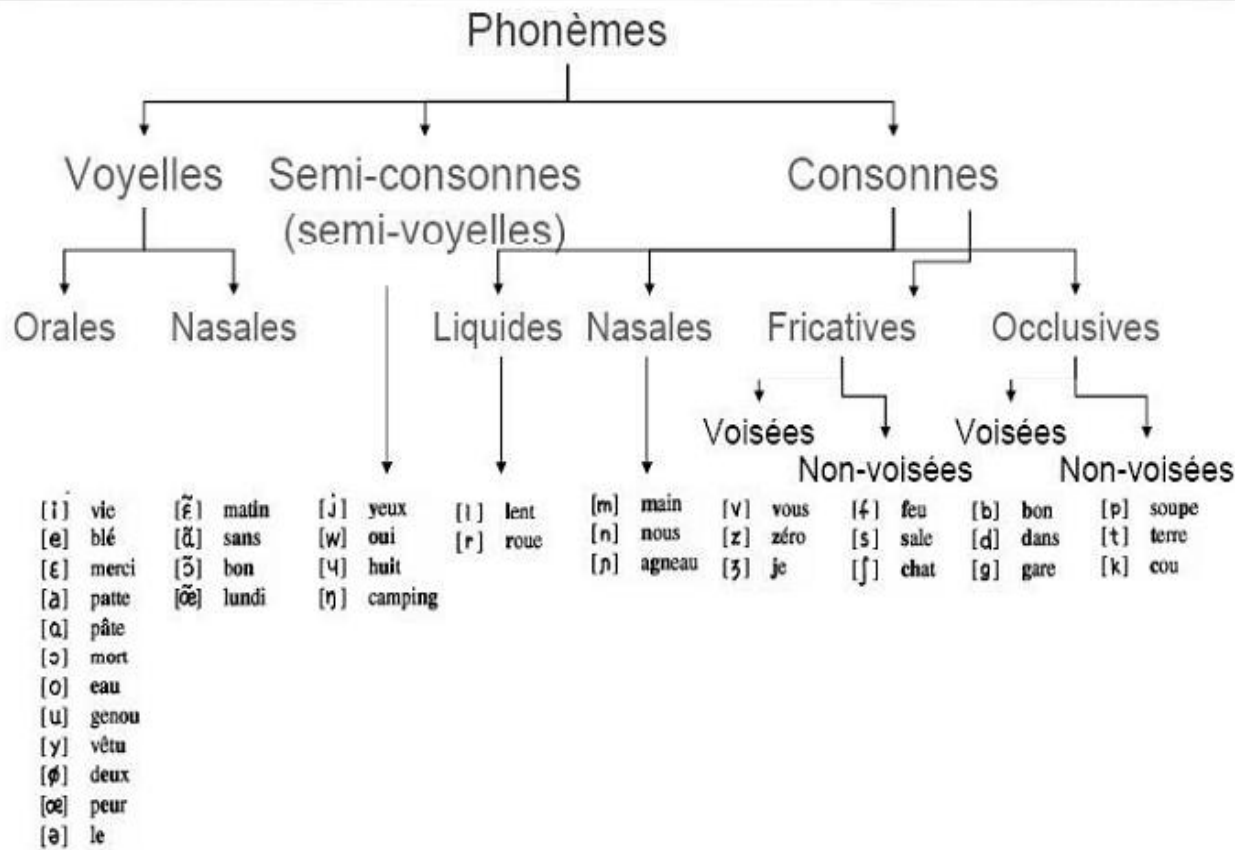 Phonèmes
Voyelles
Semi-consonnes
(semi-voyelles)
Consonnes
Orales
Nasales
Liquides
Nasales
Fricatives
Occlusives
Voisées
Non-voisées
Voisées
Non-voisées
[i] vie
[e] blé
[ɛ] merci
[a] patte
[ɑ] pâte
[ɔ] mort
[o] eau
[u] genou
[y] vêtu
[ø] deux
[œ] peur
[ə] le
[ɛ̃] matin
[ɑ̃] sans
[ɔ̃] bon
[œ̃] lundi
[j] yeux
[w] oui
[ɥ] huit
[ŋ] camping
[l] lent
[r] roue
[m] main
[n] nous
[ɲ] agneau
[v] vous
[z] zéro
[ʒ] je
[f] feu
[s] sale
[ʃ] chat
[b] bon
[d] dans
[g] gare
[p] soupe
[t] terre
[k] cou